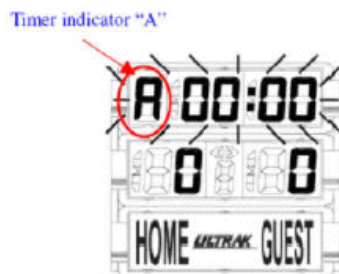 Timer indicator “A”
A 00:00
0 0
HOME ULTRAK GUEST